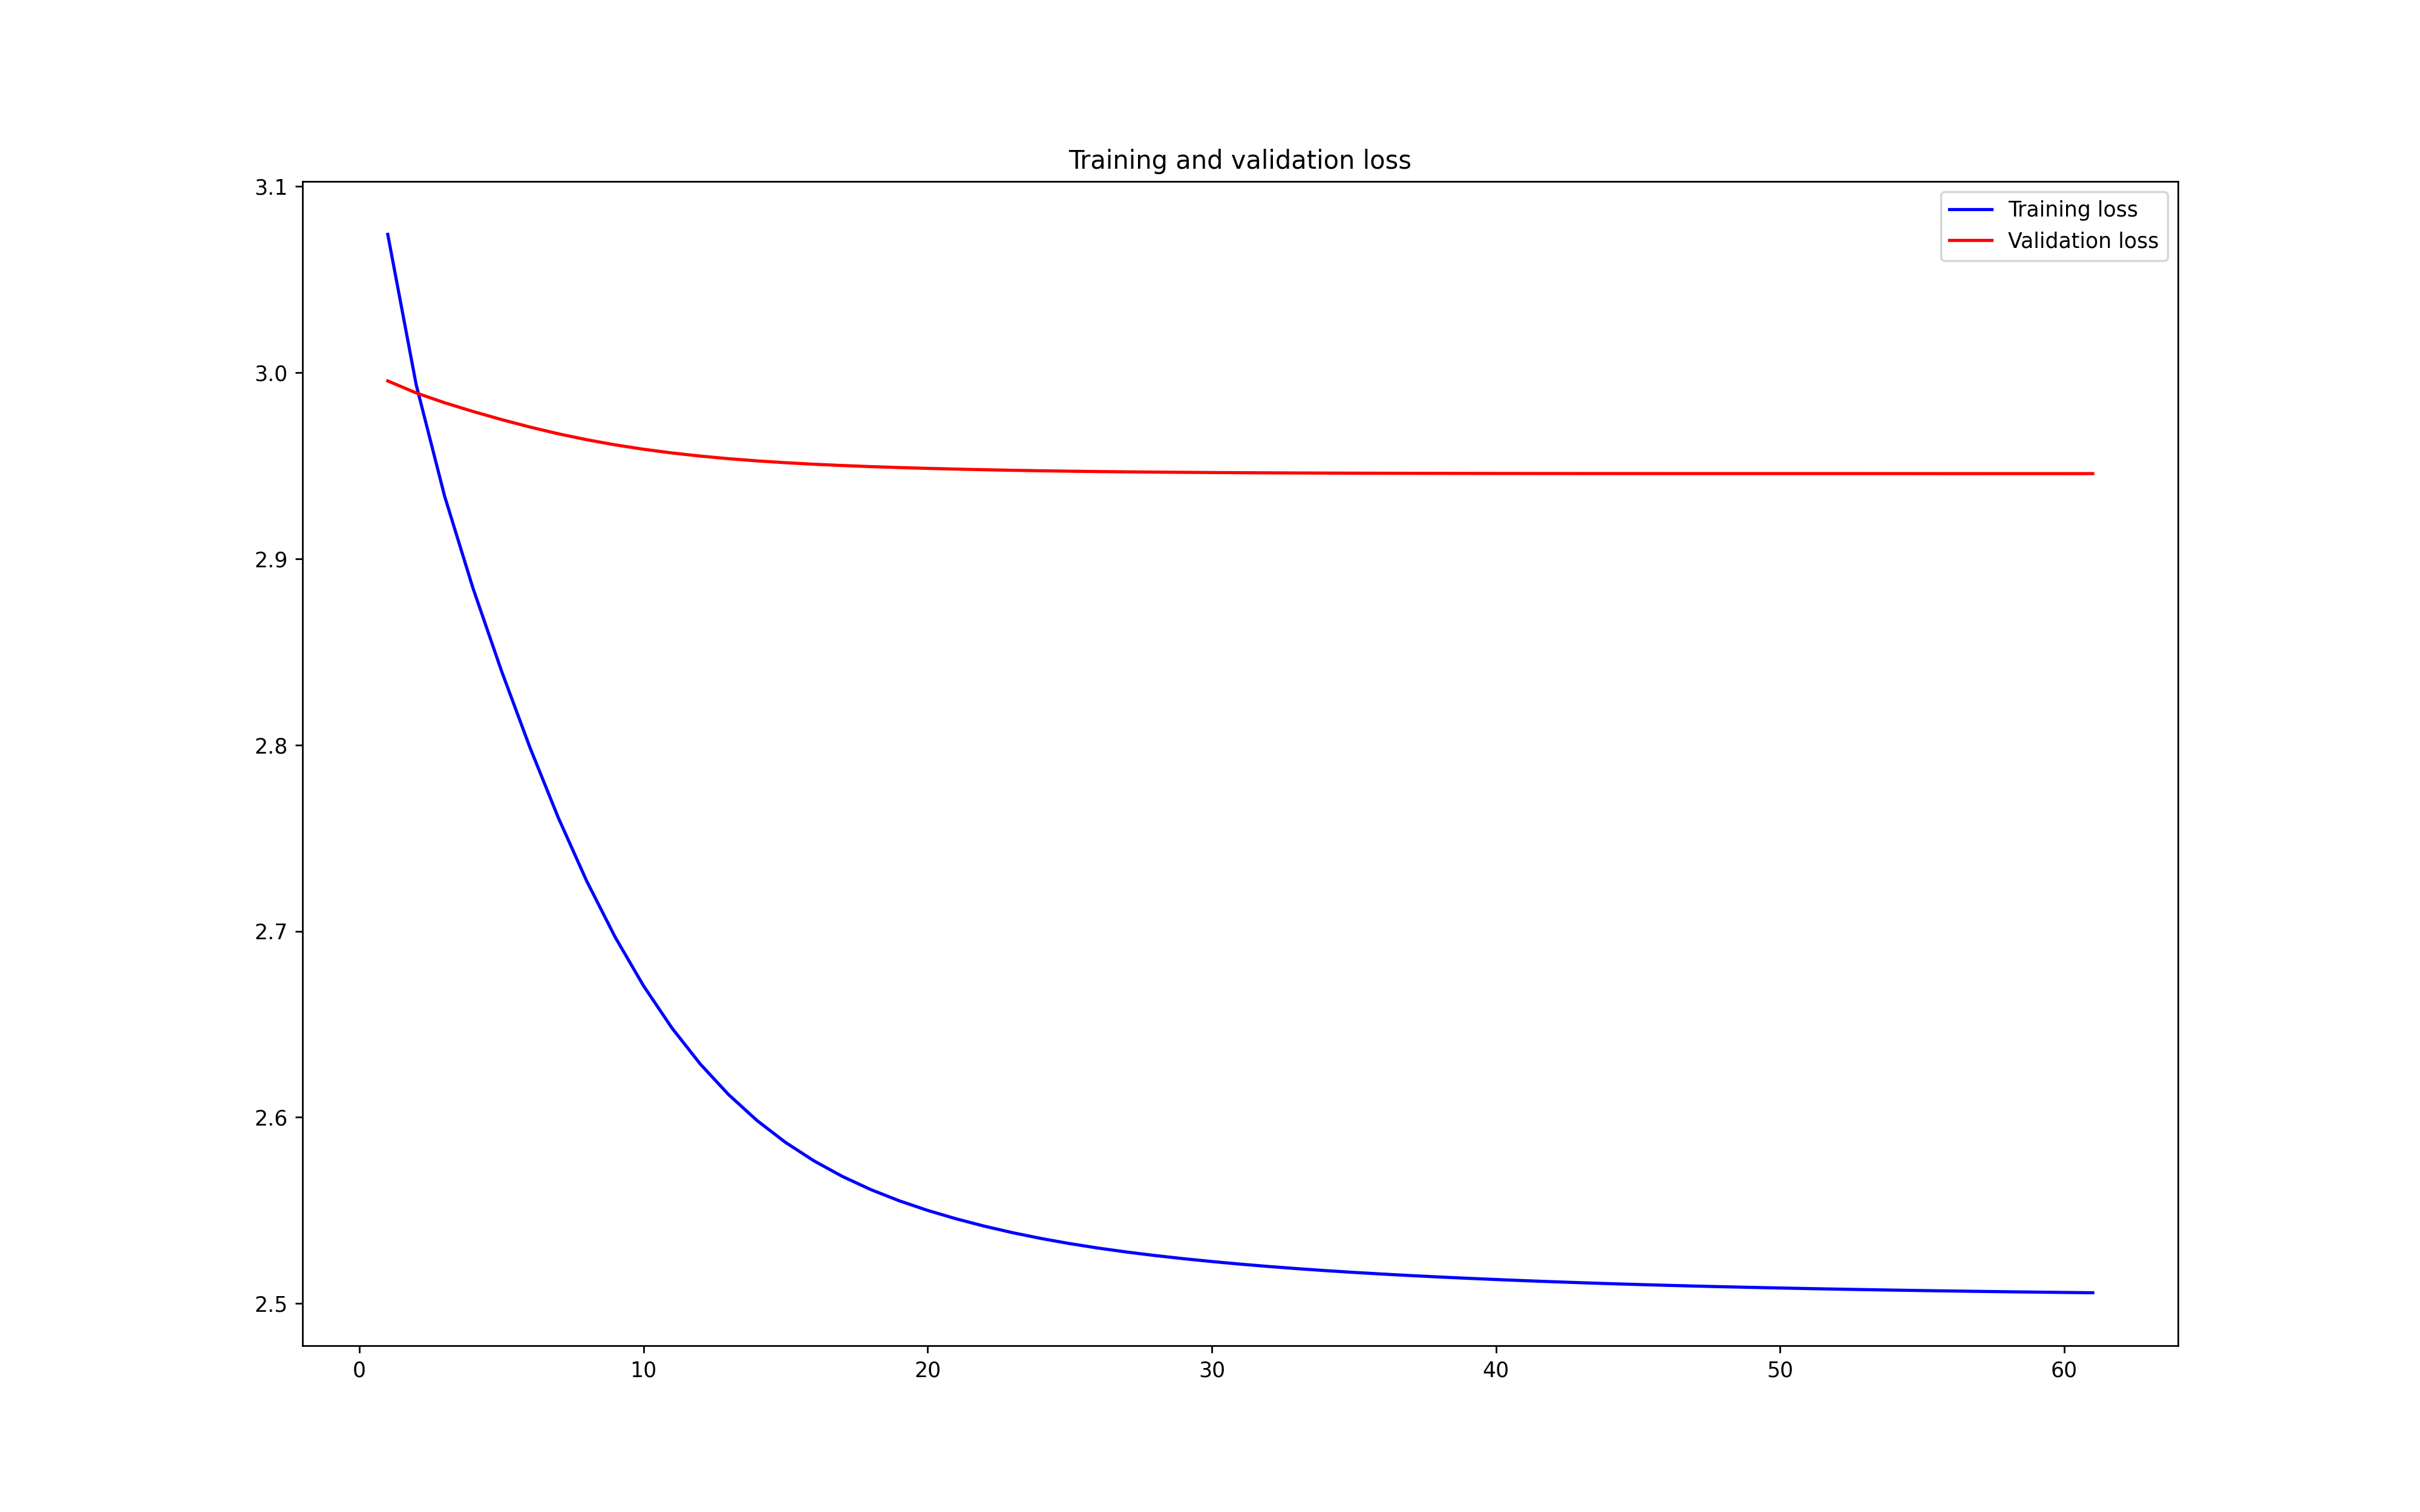 Training and validation loss
Training loss
Validation loss
3.1
3.0
2.9
2.8
2.7
2.6
2.5
0 10 20 30 40 50 60